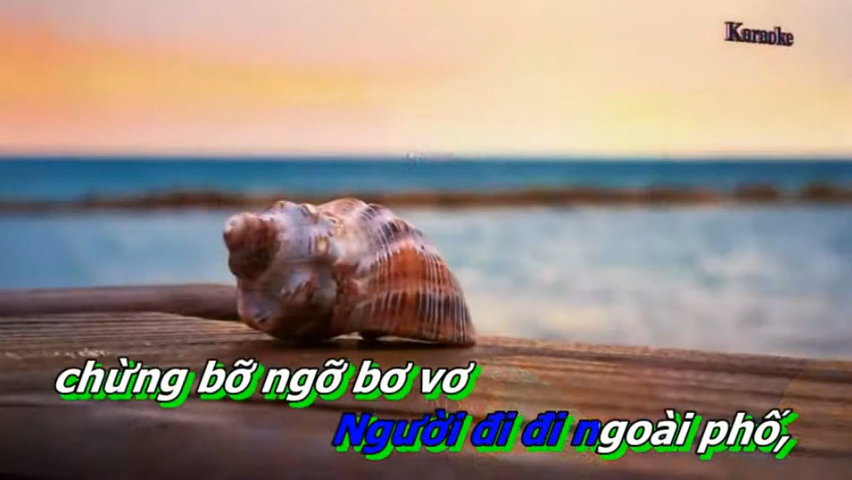 Karaoke
chừng bỡ ngỡ bơ vơ
Người đi đi ngoài phố,